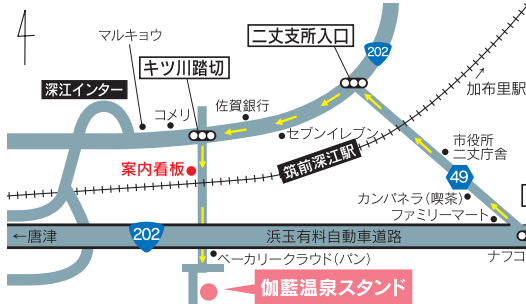 マルキョウ
二丈支所入口
202
キツ川踏切
深江インター
加布里駅
コメリ
佐賀銀行
セブンイレブン
筑前深江駅
市役所
二丈庁舎
案内看板
49
カンパネラ(喫茶)
ファミリーマート
←唐津
202
浜玉有料自動車道路
ナフコ
ベーカリークラウド(パン)
伽藍温泉スタンド